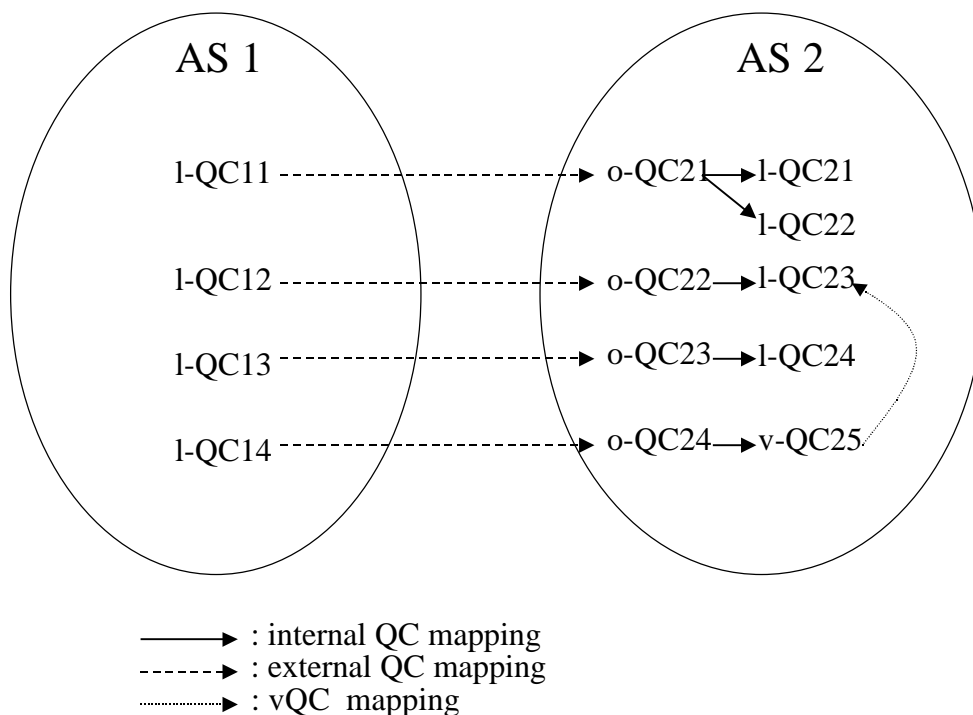 AS 1
AS 2
l-QC11
o-QC21
l-QC21
l-QC22
l-QC12
o-QC22
l-QC23
l-QC13
o-QC23
l-QC24
l-QC14
o-QC24
v-QC25
: internal QC mapping
: external QC mapping
: vQC mapping